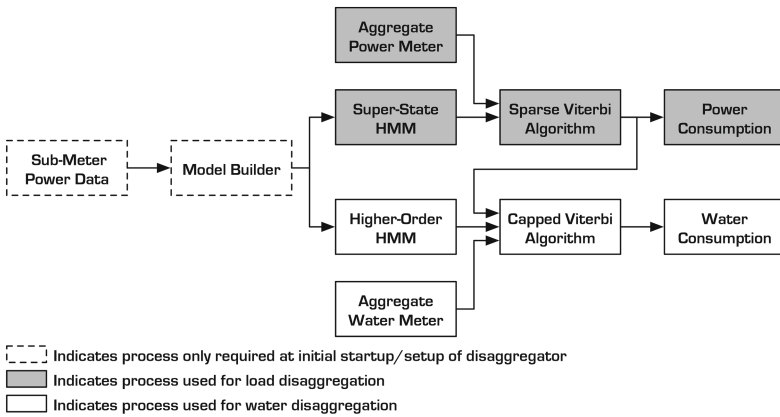 Aggregate
Power Meter
Super-State
HMM
Sparse Viterbi
Algorithm
Power
Consumption
Sub-Meter
Power Data
Model Builder
Higher-Order
HMM
Capped Viterbi
Algorithm
Water
Consumption
Aggregate
Water Meter
Indicates process only required at initial startup/setup of disaggregator
Indicates process used for load disaggregation
Indicates process used for water disaggregation